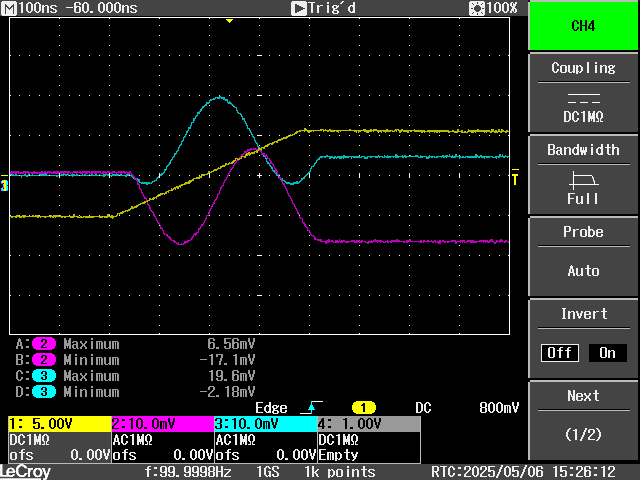 M 100ns -60.000ns Trig'd 100%
CH4
Coupling
DC1MΩ
Bandwidth
Full
Probe
Auto
Invert
Off On
Next
(1/2)
3
T
A: 2 Maximum 6.56mV
B: 2 Minimum -17.1mV
C: 3 Maximum 19.6mV
D: 3 Minimum -2.18mV
Edge 1 DC 800mV
1: 5.00V 2:10.0mV 3:10.0mV 4: 1.00V
DC1MΩ AC1MΩ AC1MΩ DC1MΩ
ofs 0.00V ofs 0.00V ofs 0.00V Empty
LeCroy f:99.9998Hz 1GS 1k points RTC:2025/05/06 15:26:12